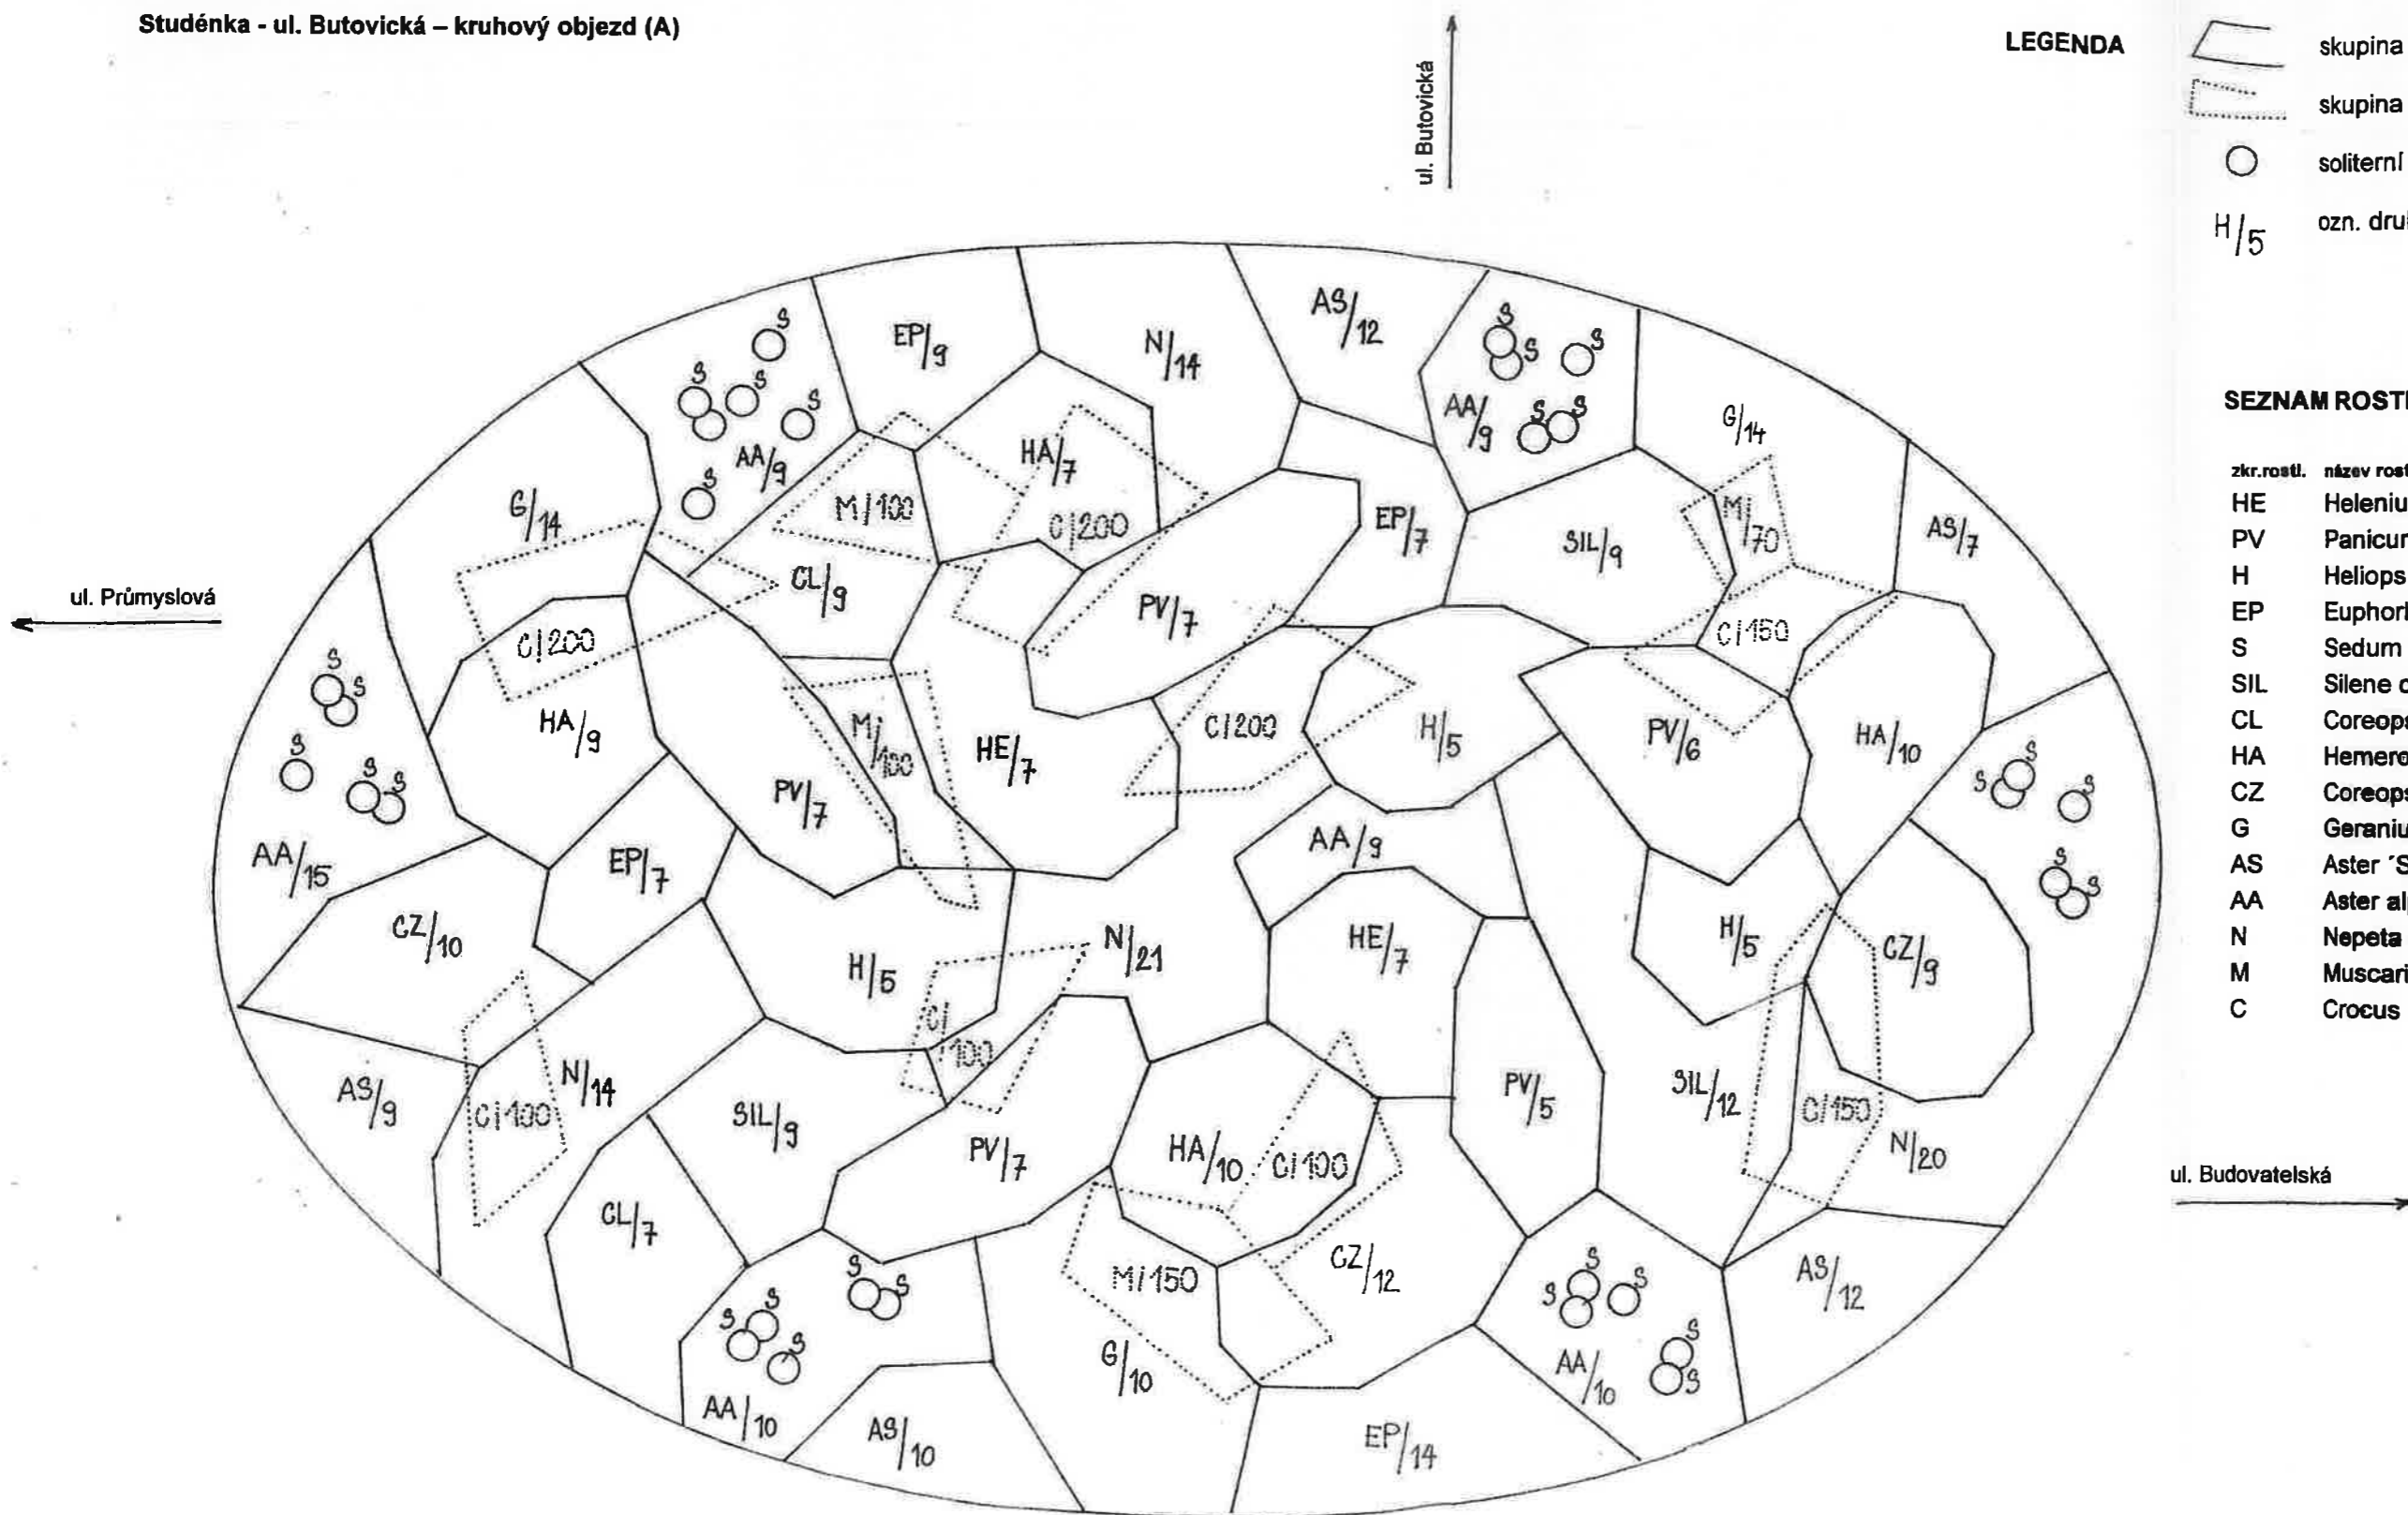 Studénka - ul. Butovická – kruhový objezd (A)
ul. Butovická
LEGENDA
skupina
skupina
soliterní
H/5
ozn. dru
SEZNAM ROSTI
zkr.rostl. název rost
HE Heleniu
PV Panicur
H Heliops
EP Euphorl
S Sedum
SIL Silene c
CL Coreops
HA Hemero
CZ Coreops
G Geraniu
AS Aster ´S
AA Aster al
N Nepeta
M Muscari
C Crocus
ul. Průmyslová
ul. Budovatelská
S
S S S
S
AA/9
EP/9
N/14
AS/12
S S S
S S
AA/9
G/14
G/14
M/100
HA/7
C/200
EP/7
SIL/9
M/70
AS/7
CL/9
PV/7
C/200
C/150
S S
S
S S
AA/15
HA/9
PV/7
M/100
HE/7
C/200
H/5
PV/6
HA/10
S S S
S S
EP/7
AA/9
CZ/10
H/5
N/21
HE/7
H/5
CZ/9
C/100
AS/9
C/100
N/14
SIL/9
PV/7
HA/10
C/100
PV/5
SIL/12
C/150
N/20
CL/7
S S
S S
S
AA/10
AS/10
M/150
G/10
CZ/12
S S S
S
S
AA/10
AS/12
EP/14